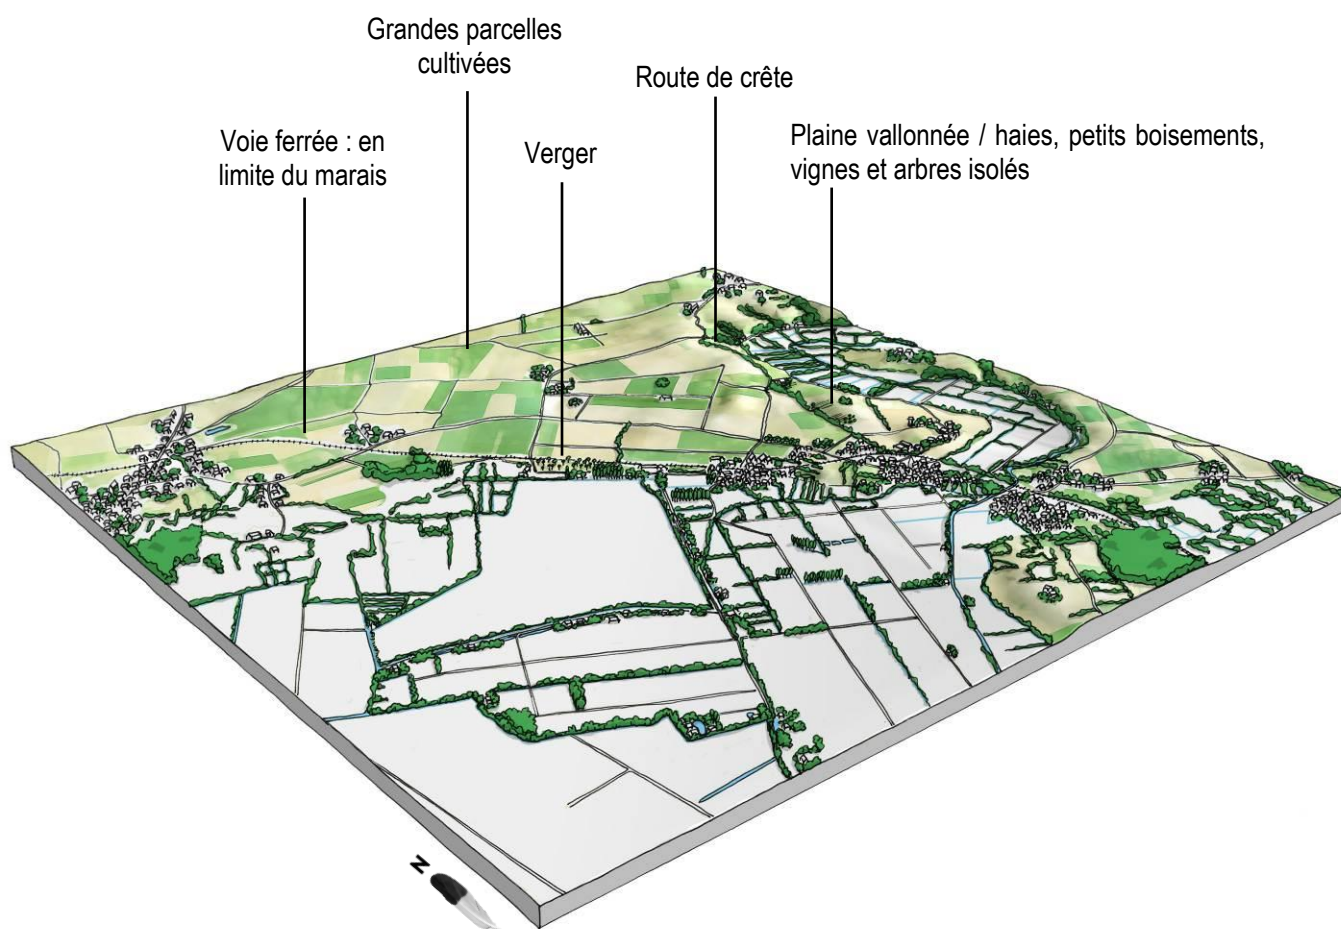 Grandes parcelles
cultivées
Route de crête
Voie ferrée : en
limite du marais
Verger
Plaine vallonnée / haies, petits boisements,
vignes et arbres isolés
N